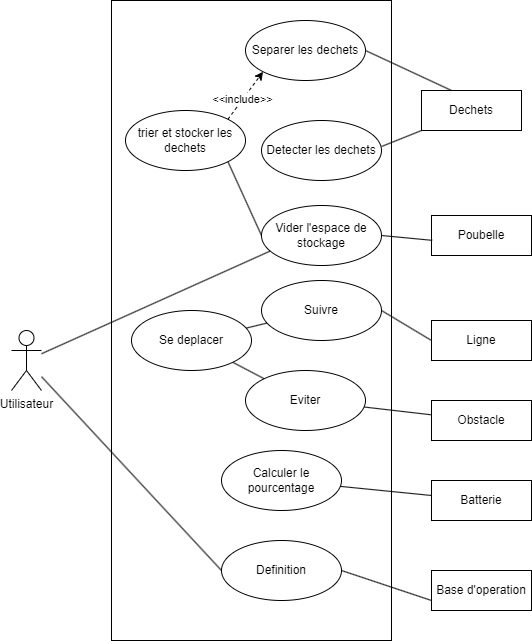 Separer les dechets
<<include>>
Dechets
trier et stocker les
dechets
Detecter les dechets
Vider l'espace de
stockage
Poubelle
Suivre
Se deplacer
Ligne
Utilisateur
Eviter
Obstacle
Calculer le
pourcentage
Batterie
Definition
Base d'operation